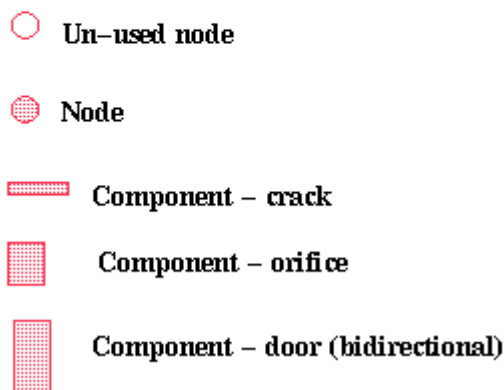 Un–used node
Node
Component – crack
Component – orifice
Component – door (bidirectional)